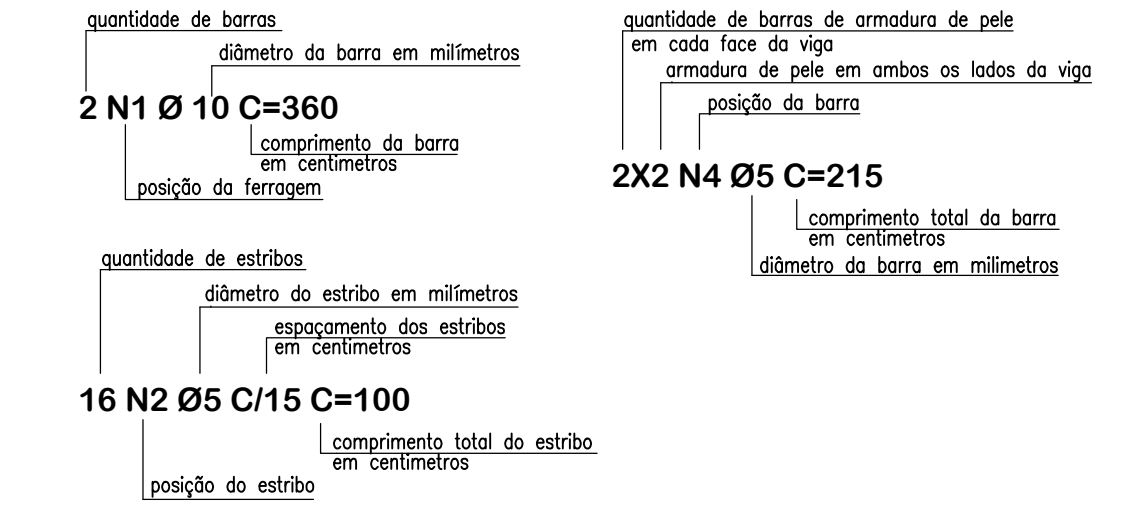 quantidade de barras
diâmetro da barra em milímetros
2 N1 Ø 10 C=360
comprimento da barra
em centimetros
posição da ferragem
quantidade de barras de armadura de pele
em cada face da viga
armadura de pele em ambos os lados da viga
posição da barra
2X2 N4 Ø5 C=215
comprimento total da barra
em centimetros
diâmetro da barra em milimetros
quantidade de estribos
diâmetro do estribo em milímetros
espaçamento dos estribos
em centimetros
16 N2 Ø5 C/15 C=100
comprimento total do estribo
em centimetros
posição do estribo